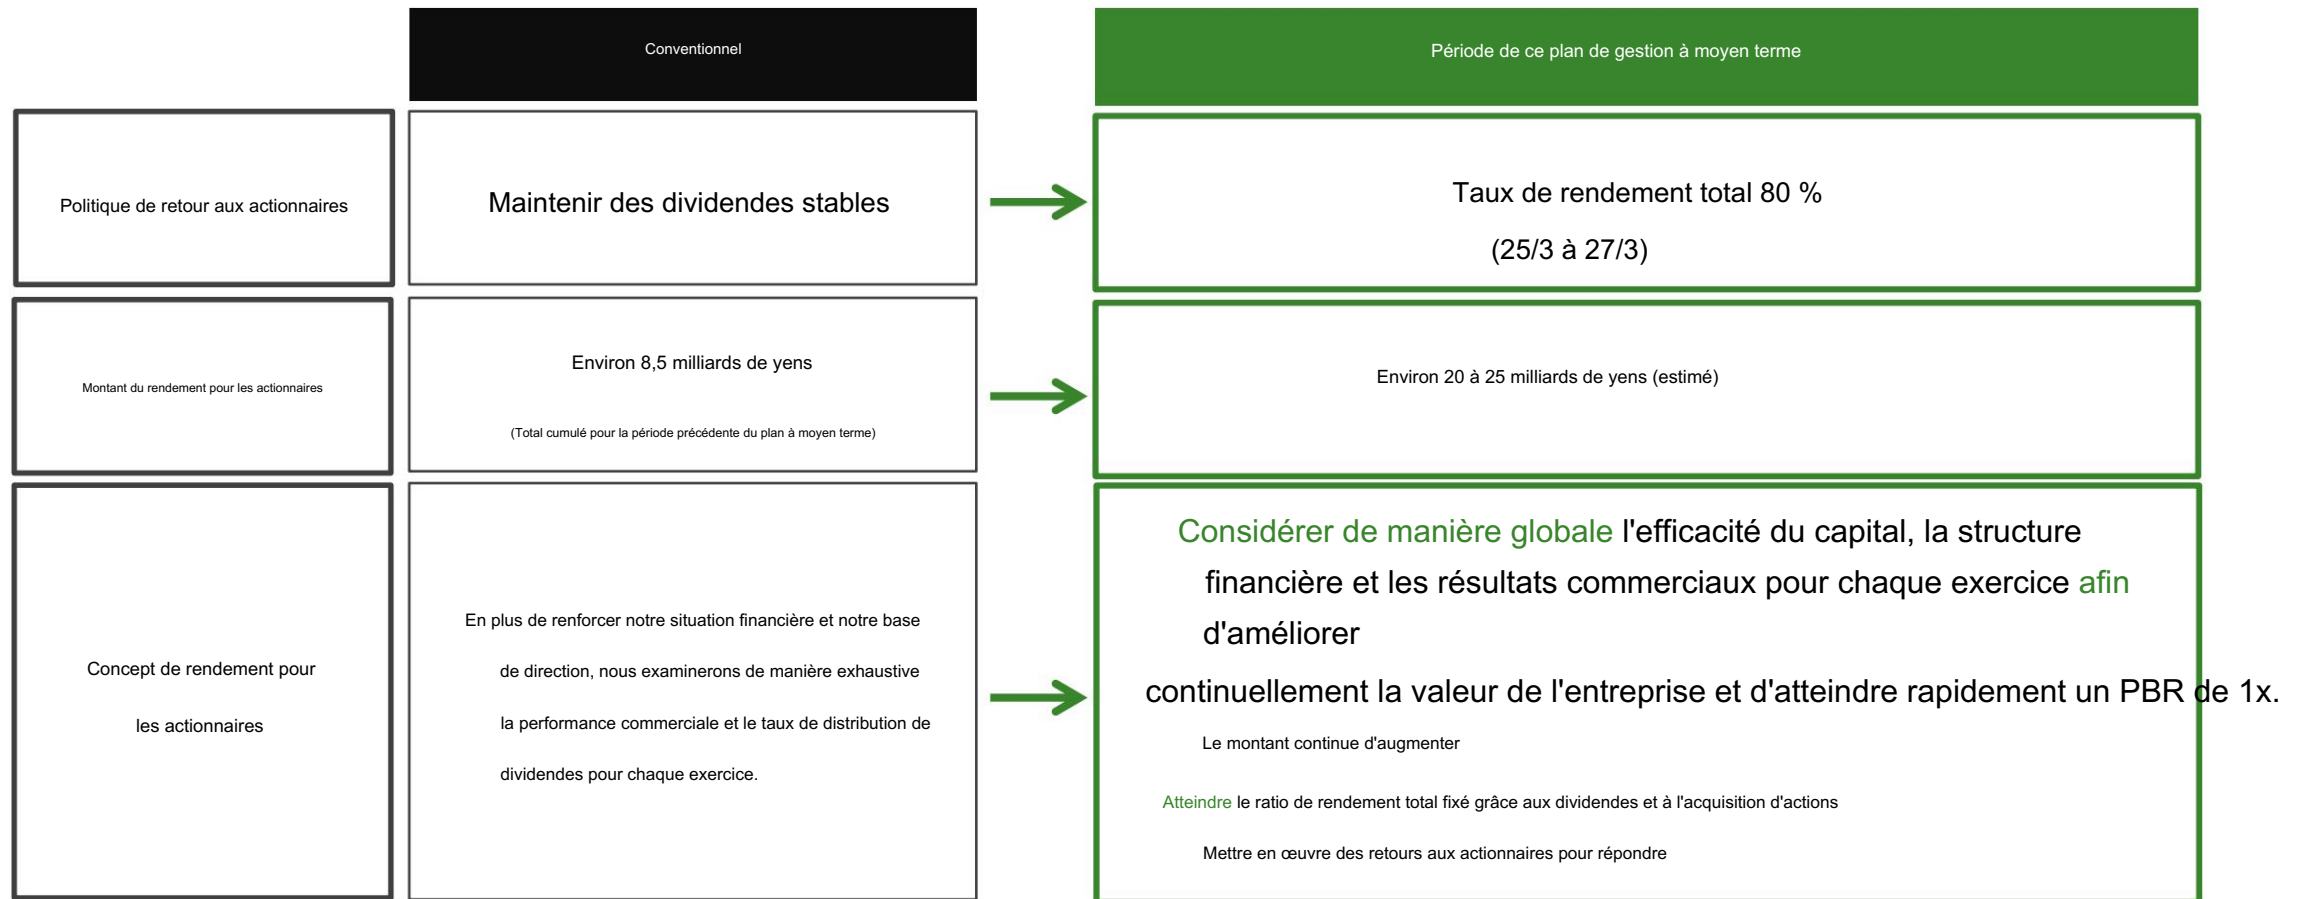 Conventionnel
Période de ce plan de gestion à moyen terme
Politique de retour aux actionnaires
Maintenir des dividendes stables
Taux de rendement total 80 %
(25/3 à 27/3)
Montant du rendement pour les actionnaires
Environ 8,5 milliards de yens
(Total cumulé pour la période précédente du plan à moyen terme)
Environ 20 à 25 milliards de yens (estimé)
Concept de rendement pour
les actionnaires
En plus de renforcer notre situation financière et notre base
de direction, nous examinerons de manière exhaustive
la performance commerciale et le taux de distribution de
dividendes pour chaque exercice.
Considérer de manière globale l'efficacité du capital, la structure
financière et les résultats commerciaux pour chaque exercice afin
d'améliorer
continuellement la valeur de l'entreprise et d'atteindre rapidement un PBR de 1x.
Le montant continue d'augmenter
Atteindre le ratio de rendement total fixé grâce aux dividendes et à l'acquisition d'actions
Mettre en œuvre des retours aux actionnaires pour répondre